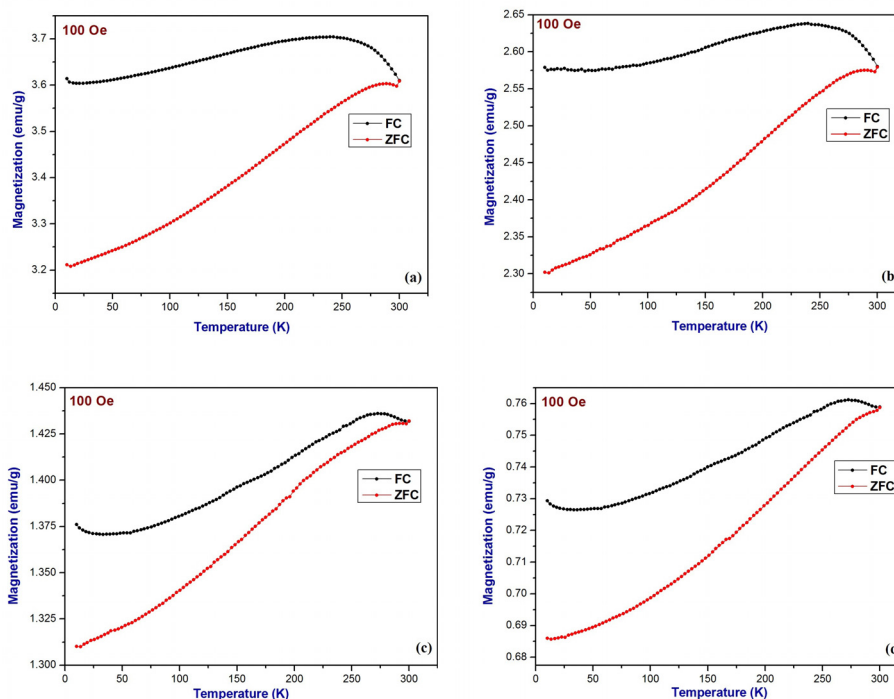 100 Oe
Magnetization (emu/g)
3.7
3.6
3.5
3.4
3.3
3.2
FC
ZFC
(a)
0 50 100 150 200 250 300
Temperature (K)
100 Oe
Magnetization (emu/g)
2.65
2.60
2.55
2.50
2.45
2.40
2.35
2.30
FC
ZFC
(b
0 50 100 150 200 250 300
Temperature (K)
100 Oe
Magnetization (emu/g)
1.450
1.425
1.400
1.375
1.350
1.325
1.300
FC
ZFC
(c)
0 50 100 150 200 250 300
Temperature (K)
100 Oe
Magnetization (emu/g)
0.76
0.75
0.74
0.73
0.72
0.71
0.70
0.69
0.68
FC
ZFC
(d
0 50 100 150 200 250 300
Temperature (K)